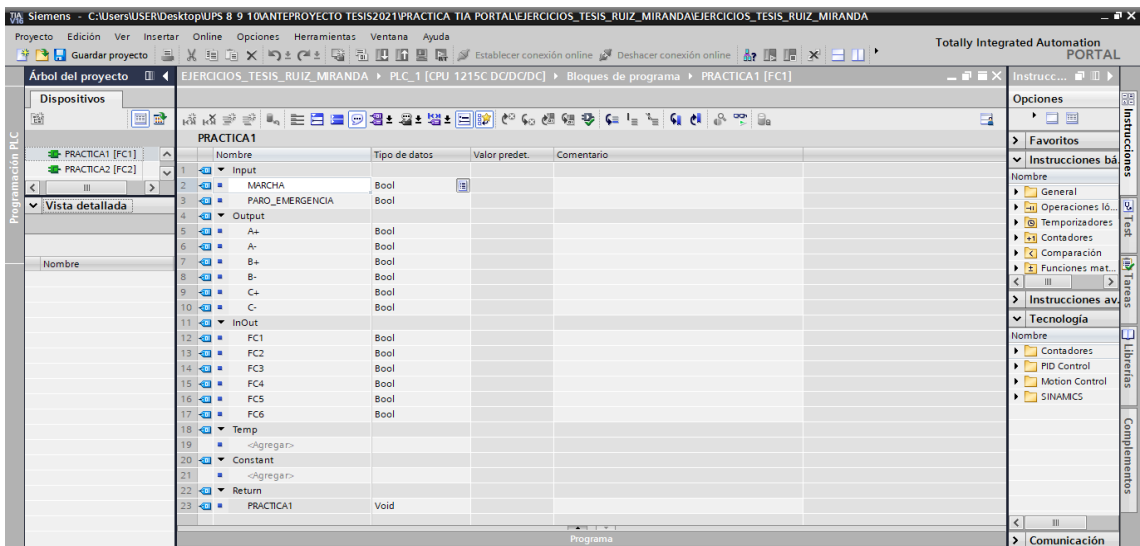 Siemens - C:\Users\USER\Desktop\UPS 8 9 10\ANTEPROYECTO TESIS2021\PRACTICA TIA PORTAL\EJERCICIOS_TESIS_RUIZ_MIRANDA\EJERCICIOS_TESIS_RUIZ_MIRANDA
Proyecto Edición Ver Insertar Online Opciones Herramientas Ventana Ayuda
Totally Integrated Automation
PORTAL
Guardar proyecto Establecer conexión online Deshacer conexión online
Árbol del proyecto
EJERCICIOS_TESIS_RUIZ_MIRANDA PLC_1 [CPU 1215C DC/DC/DC] Bloques de programa PRACTICA1 [FC1]
Instrucc...
Dispositivos
Opciones
Programación PLC
PRACTICA1 [FC1]
PRACTICA2 [FC2]
Vista detallada
Nombre
PRACTICA1
Nombre Tipo de datos Valor predet. Comentario
1 Input
2 MARCHA Bool
3 PARO_EMERGENCIA Bool
4 Output
5 A+ Bool
6 A- Bool
7 B+ Bool
8 B- Bool
9 C+ Bool
10 C- Bool
11 InOut
12 FC1 Bool
13 FC2 Bool
14 FC3 Bool
15 FC4 Bool
16 FC5 Bool
17 FC6 Bool
18 Temp
19 <Agregar>
20 Constant
21 <Agregar>
22 Return
23 PRACTICA1 Void
Programa
Favoritos
Instrucciones bá.
Nombre
General
Operaciones ló...
Temporizadores
Contadores
Comparación
Funciones mat...
Instrucciones av.
Tecnología
Nombre
Contadores
PID Control
Motion Control
SINAMICS
Comunicación
Instrucciones
Test
Tareas
Librerías
Complementos